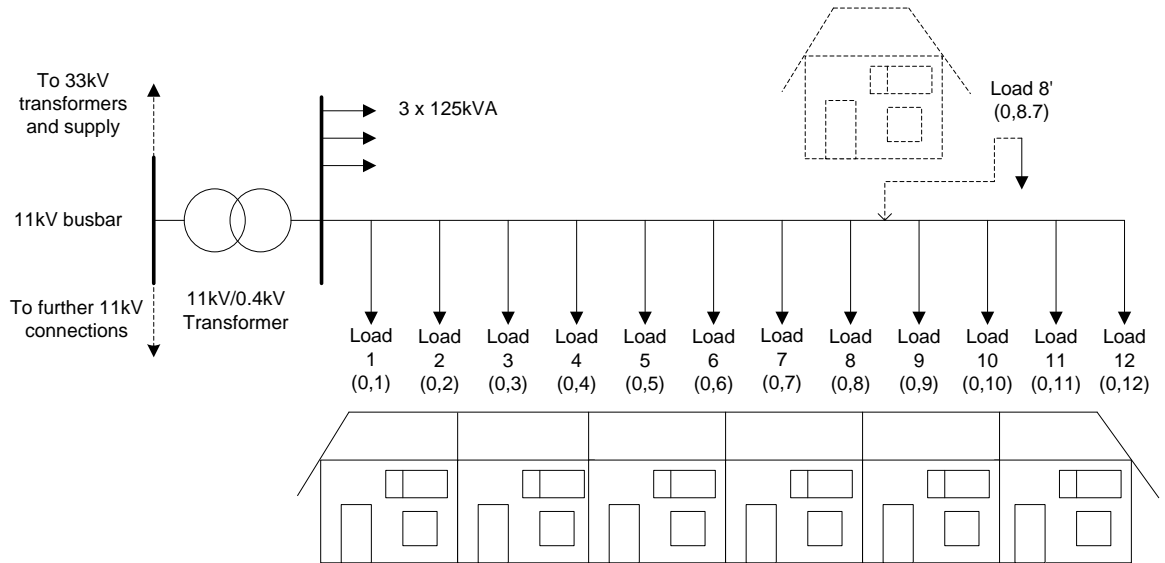 To 33kV
transformers
and supply
3 x 125kVA
Load 8'
(0,8.7)
11kV busbar
To further 11kV
connections
11kV/0.4kV
Transformer
Load
1
(0,1)
Load
2
(0,2)
Load
3
(0,3)
Load
4
(0,4)
Load
5
(0,5)
Load
6
(0,6)
Load
7
(0,7)
Load
8
(0,8)
Load
9
(0,9)
Load
10
(0,10)
Load
11
(0,11)
Load
12
(0,12)